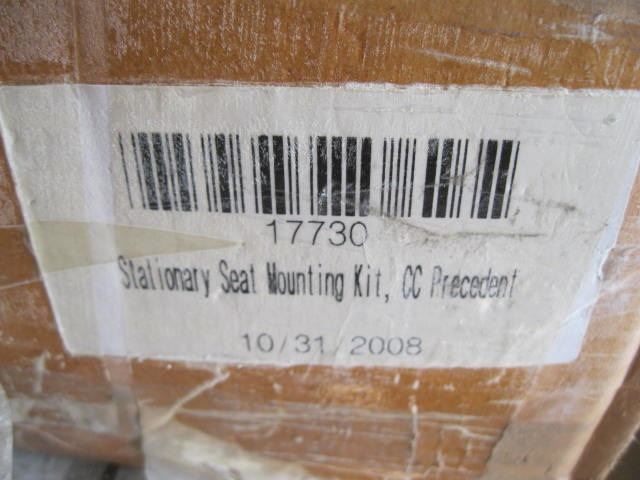 17730
Stationary Seat Mounting Kit, CC Precedent
10/31/2008